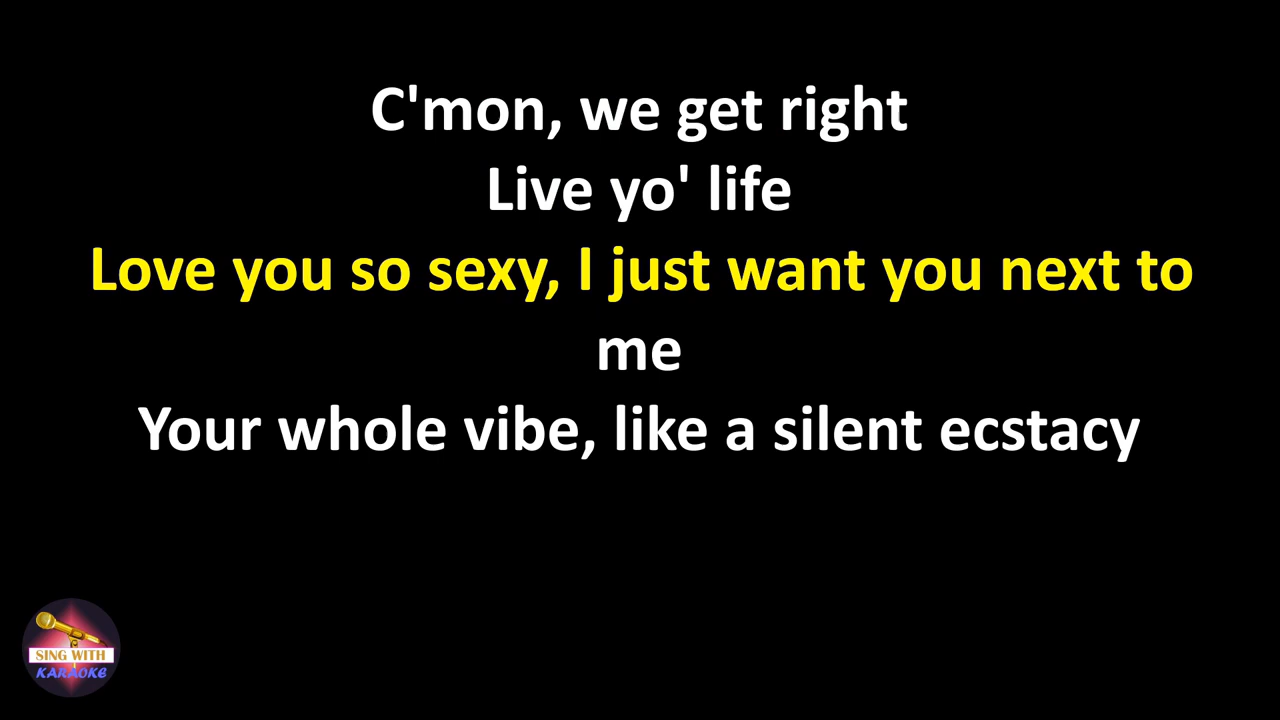 C'mon, we get right
Live yo' life
Love you so sexy, I just want you next to
me
Your whole vibe, like a silent ecstacy
SING WITH
KARAOKE